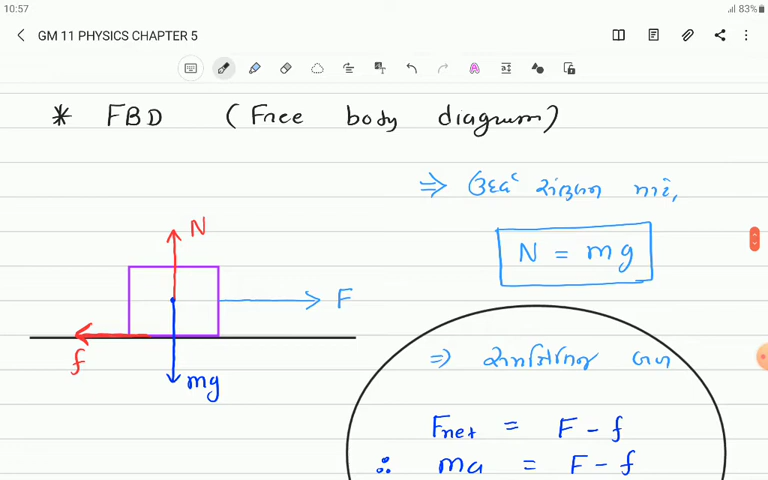 10:57
83%
GM 11 PHYSICS CHAPTER 5
* FBD (Free body diagram)
⇒ ઉર્ધ્વ સંતુલન માટે,
N = mg
N
F
f
mg
⇒ બળ
Fnet = F - f
∴ ma = F - f